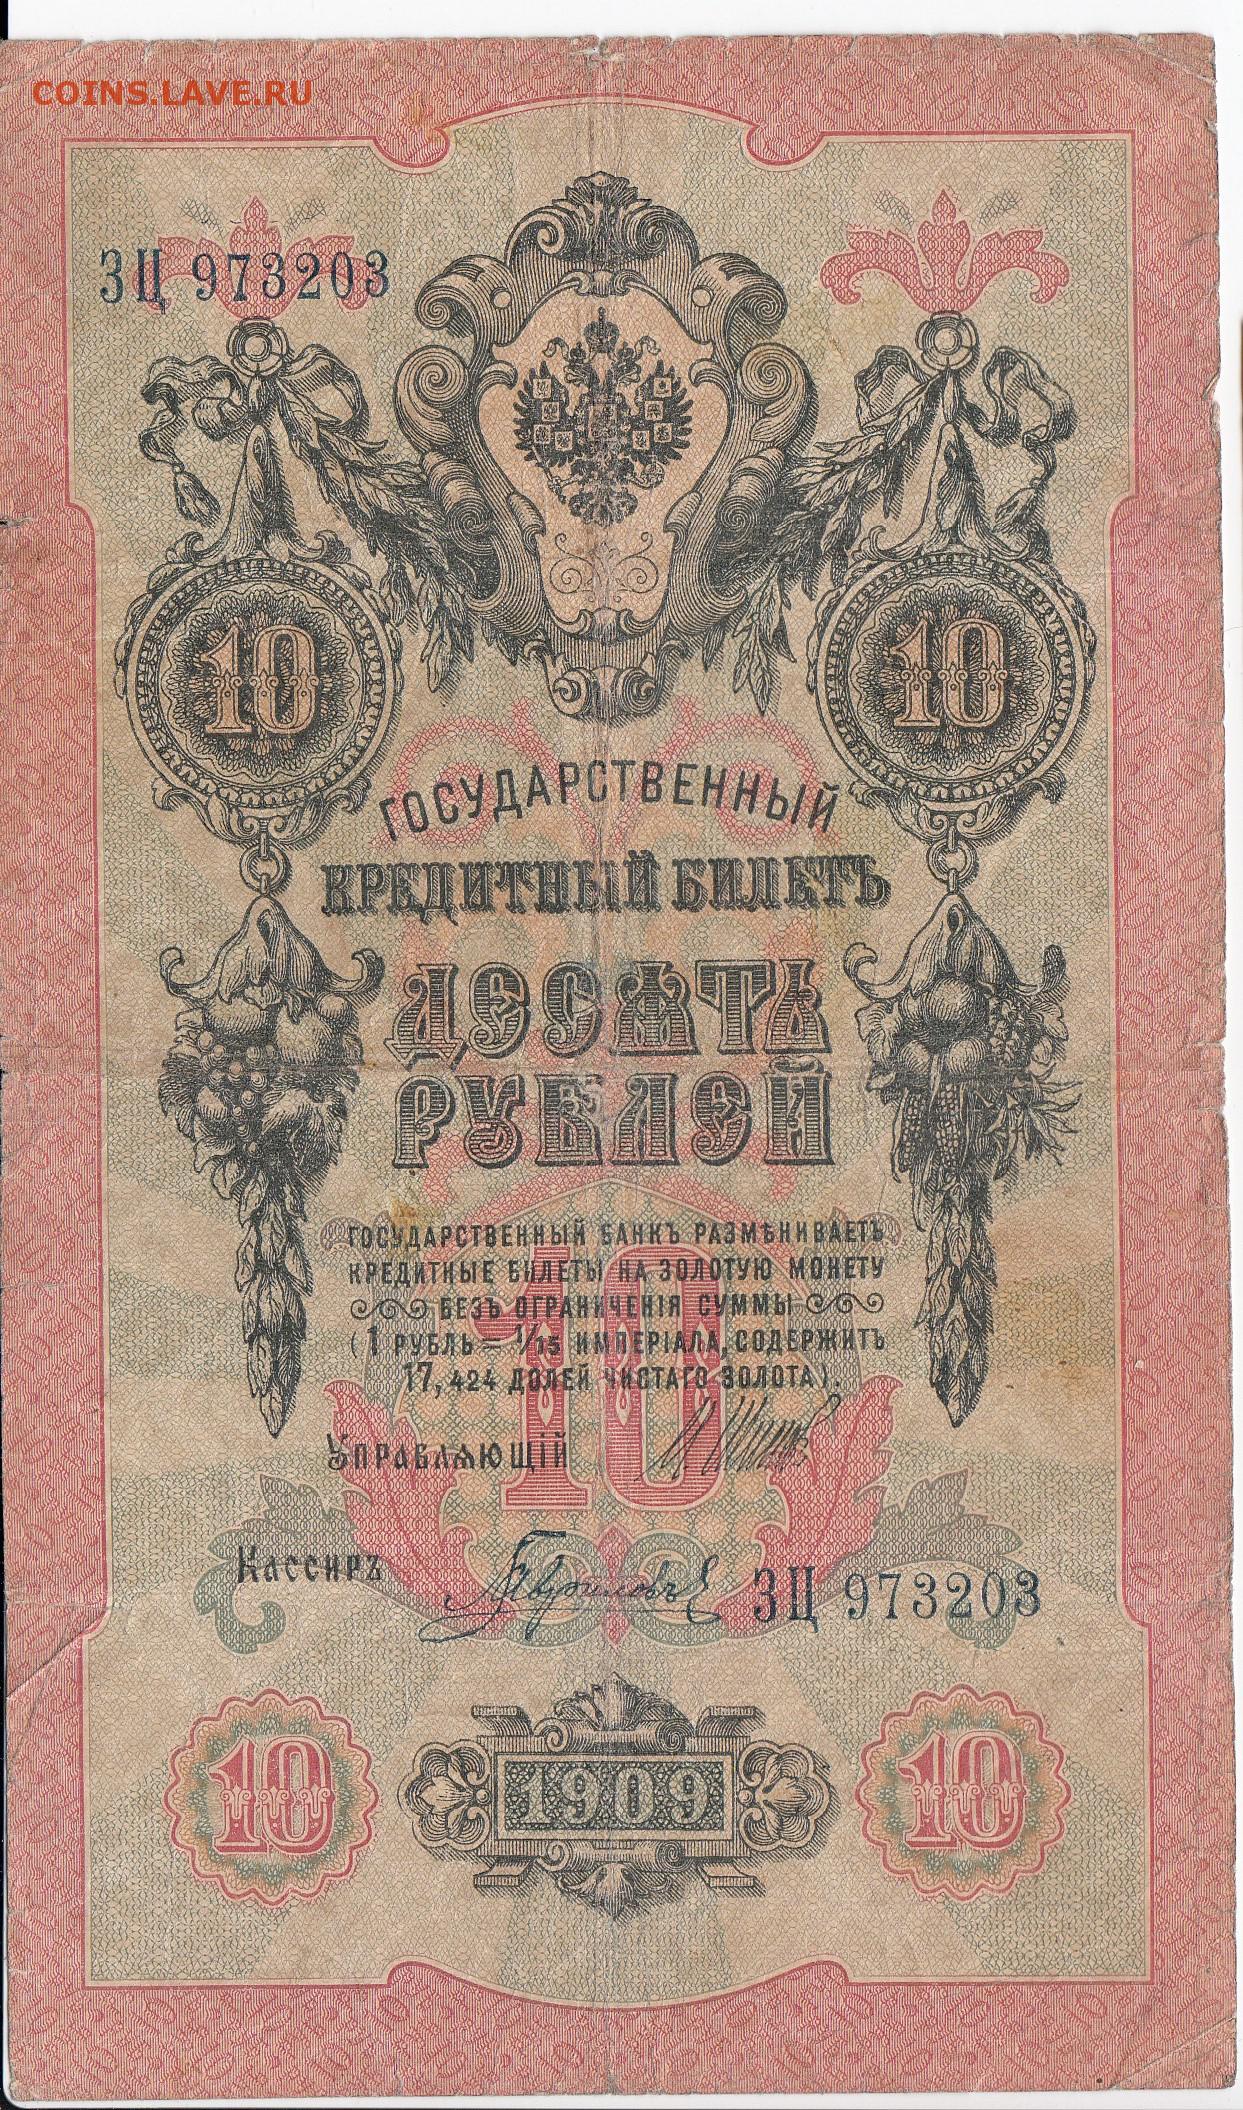 COINS.LAVE.RU
ЗЦ 973203
10 10
ГОСУДАРСТВЕННЫЙ
КРЕДИТНЫЙ БИЛЕТЪ
ДЕСЯТЬ
РУБЛЕЙ
ГОСУДАРСТВЕННЫЙ БАНКЪ РАЗМѢНИВАЕТЪ
КРЕДИТНЫЕ БИЛЕТЫ НА ЗОЛОТУЮ МОНЕТУ
БЕЗЪ ОГРАНИЧЕНІЯ СУММЫ
(1 РУБЛЬ = 1/15 ИМПЕРІАЛА, СОДЕРЖИТЪ
17,424 ДОЛЕЙ ЧИСТАГО ЗОЛОТА).
10
УПРАВЛЯЮЩІЙ
КАССИРЪ
ЗЦ 973203
10 1909 10